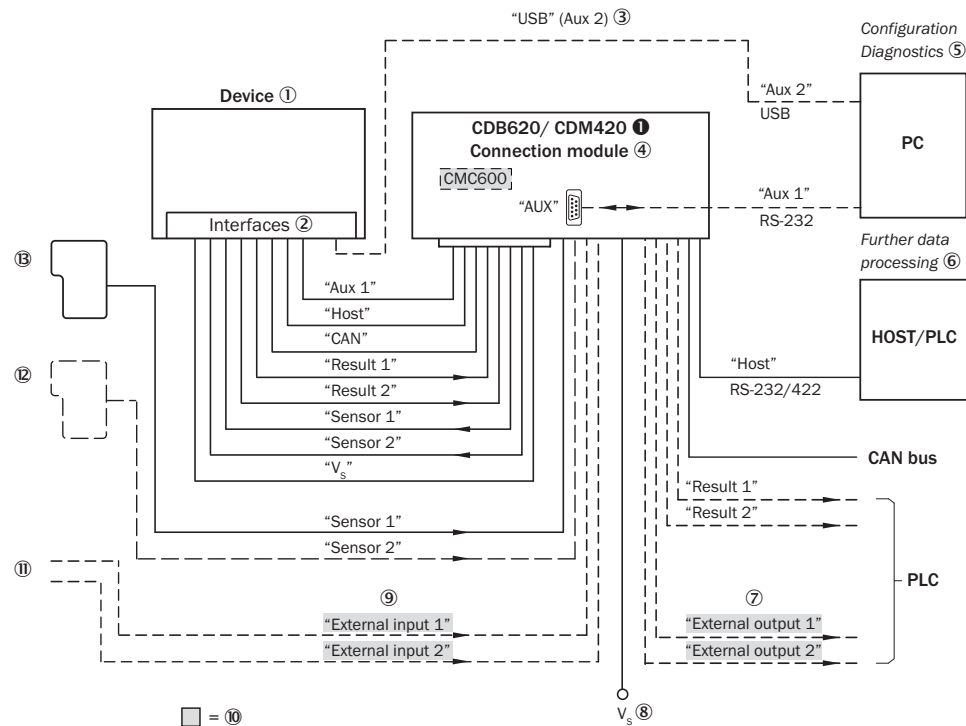 “USB” (Aux 2) ③
Configuration
Diagnostics ⑤
Device ①
“Aux 2”
USB
CDB620/ CDM420 ❶
Connection module ④
PC
CMC600
“AUX”
“Aux 1”
RS-232
Interfaces ②
Further data
processing ⑥
⑬
“Aux 1”
“Host”
“CAN”
HOST/PLC
“Result 1”
“Host”
RS-232/422
⑫
“Result 2”
“Sensor 1”
“Sensor 2”
CAN bus
“Vs”
“Result 1”
“Result 2”
“Sensor 1”
“Sensor 2”
⑪
PLC
⑨
⑦
“External input 1”
“External output 1”
“External input 2”
“External output 2”
= ⑩
Vs ⑧